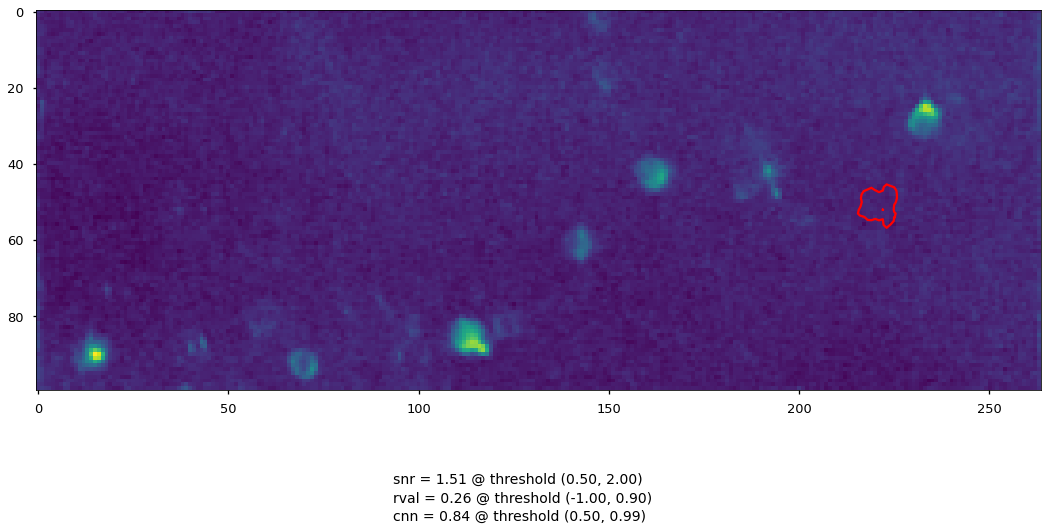 0
20
40
60
80
0 50 100 150 200 250
snr = 1.51 @ threshold (0.50, 2.00)
rval = 0.26 @ threshold (-1.00, 0.90)
cnn = 0.84 @ threshold (0.50, 0.99)